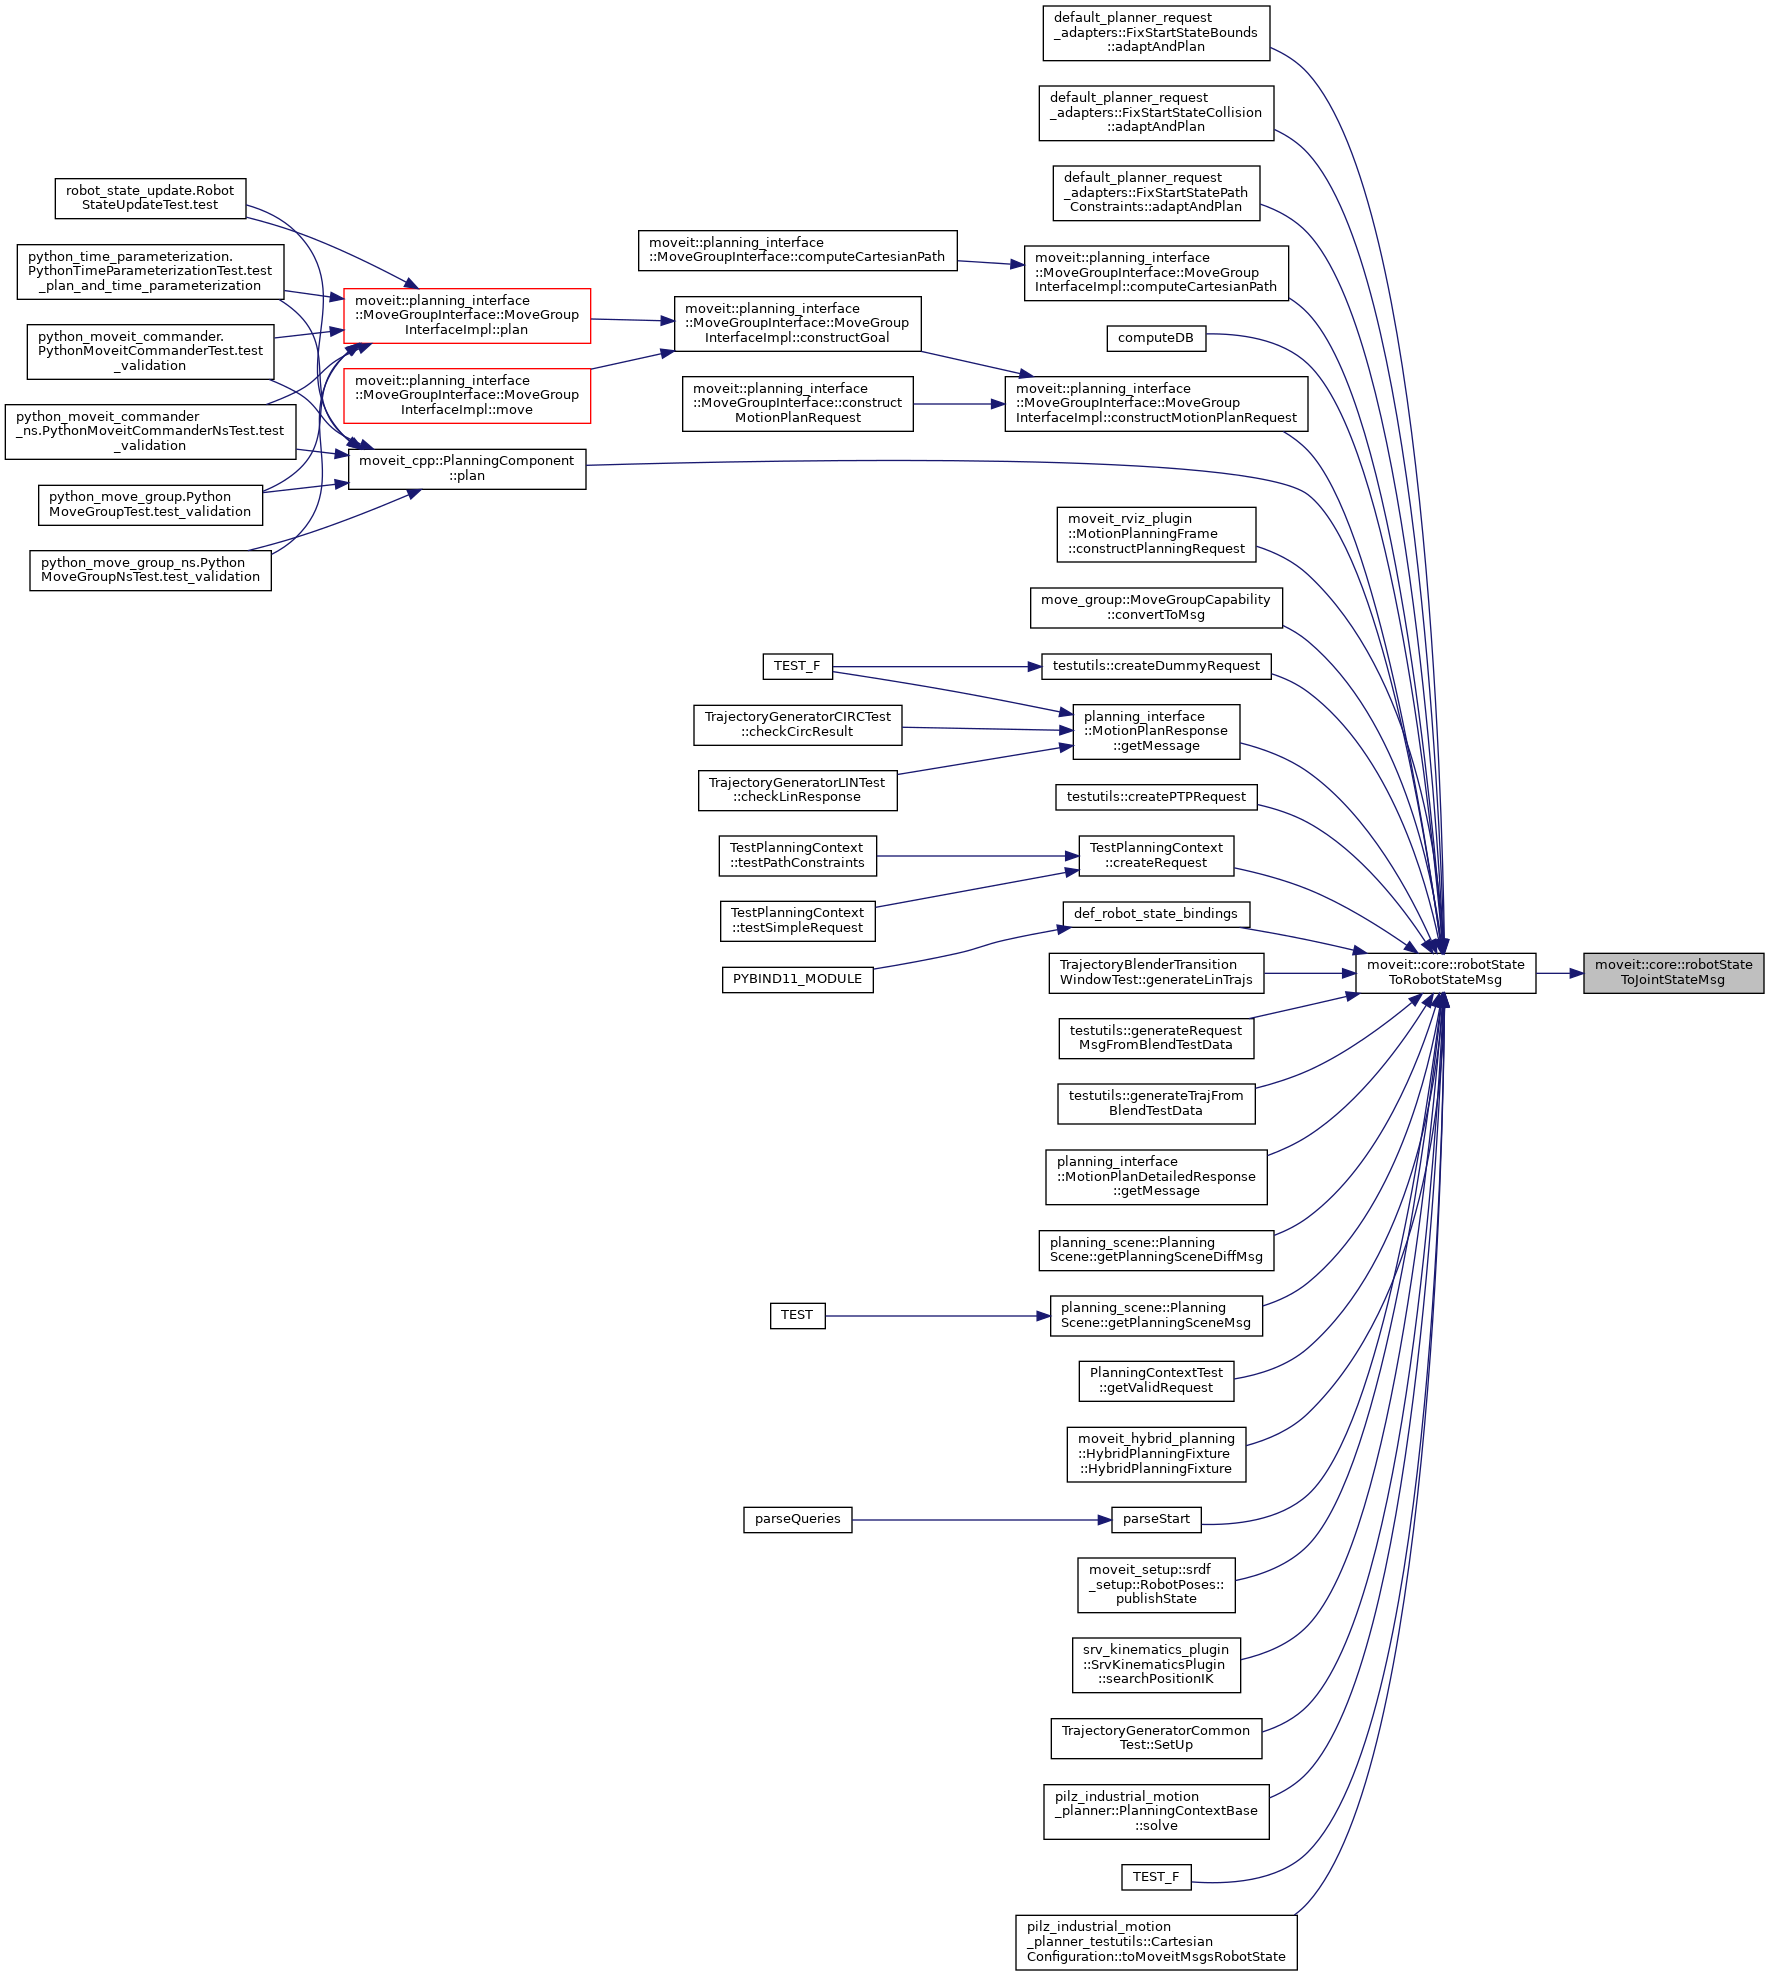 default_planner_request
_adapters::FixStartStateBounds
::adaptAndPlan
default_planner_request
_adapters::FixStartStateCollision
::adaptAndPlan
default_planner_request
_adapters::FixStartStatePath
Constraints::adaptAndPlan
robot_state_update.Robot
StateUpdateTest.test
python_time_parameterization.
PythonTimeParameterizationTest.test
_plan_and_time_parameterization
python_moveit_commander.
PythonMoveitCommanderTest.test
_validation
python_moveit_commander
_ns.PythonMoveitCommanderNsTest.test
_validation
python_move_group.Python
MoveGroupTest.test_validation
python_move_group_ns.Python
MoveGroupNsTest.test_validation
moveit::planning_interface
::MoveGroupInterface::MoveGroup
InterfaceImpl::plan
moveit::planning_interface
::MoveGroupInterface::MoveGroup
InterfaceImpl::move
moveit_cpp::PlanningComponent
::plan
moveit::planning_interface
::MoveGroupInterface::computeCartesianPath
moveit::planning_interface
::MoveGroupInterface::MoveGroup
InterfaceImpl::constructGoal
moveit::planning_interface
::MoveGroupInterface::construct
MotionPlanRequest
moveit::planning_interface
::MoveGroupInterface::MoveGroup
InterfaceImpl::computeCartesianPath
computeDB
moveit::planning_interface
::MoveGroupInterface::MoveGroup
InterfaceImpl::constructMotionPlanRequest
moveit_rviz_plugin
::MotionPlanningFrame
::constructPlanningRequest
move_group::MoveGroupCapability
::convertToMsg
TEST_F
testutils::createDummyRequest
TrajectoryGeneratorCIRCTest
::checkCircResult
planning_interface
::MotionPlanResponse
::getMessage
TrajectoryGeneratorLINTest
::checkLinResponse
testutils::createPTPRequest
TestPlanningContext
::testPathConstraints
TestPlanningContext
::createRequest
TestPlanningContext
::testSimpleRequest
def_robot_state_bindings
PYBIND11_MODULE
TrajectoryBlenderTransition
WindowTest::generateLinTrajs
moveit::core::robotState
ToRobotStateMsg
moveit::core::robotState
ToJointStateMsg
testutils::generateRequest
MsgFromBlendTestData
testutils::generateTrajFrom
BlendTestData
planning_interface
::MotionPlanDetailedResponse
::getMessage
planning_scene::Planning
Scene::getPlanningSceneDiffMsg
TEST
planning_scene::Planning
Scene::getPlanningSceneMsg
PlanningContextTest
::getValidRequest
moveit_hybrid_planning
::HybridPlanningFixture
::HybridPlanningFixture
parseQueries
parseStart
moveit_setup::srdf
_setup::RobotPoses::
publishState
srv_kinematics_plugin
::SrvKinematicsPlugin
::searchPositionIK
TrajectoryGeneratorCommon
Test::SetUp
pilz_industrial_motion
_planner::PlanningContextBase
::solve
TEST_F
pilz_industrial_motion
_planner_testutils::Cartesian
Configuration::toMoveitMsgsRobotState